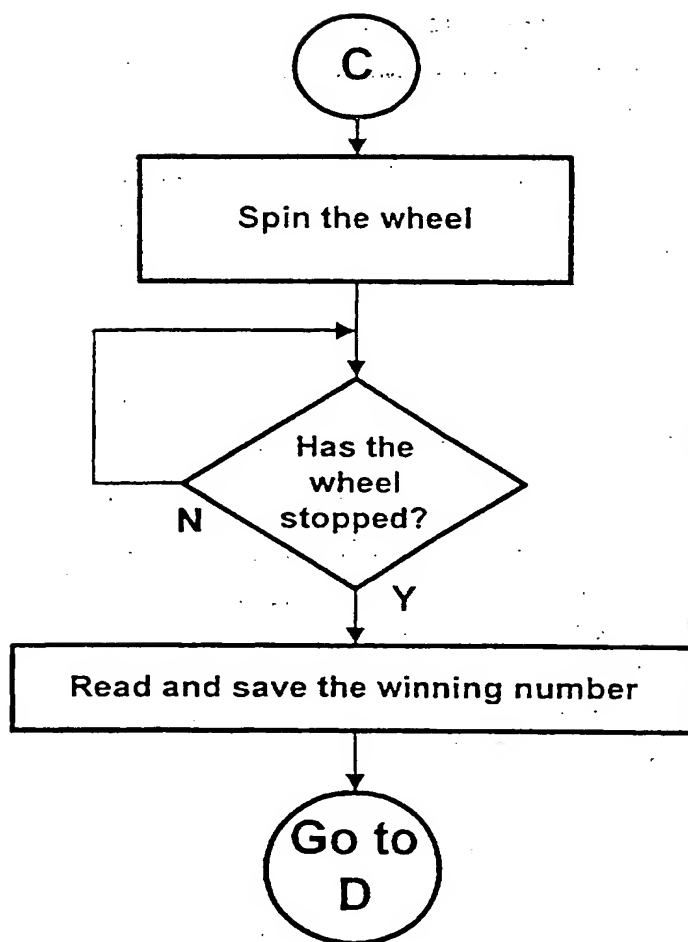 C
Spin the wheel
Has the
wheel
stopped?
N
Y
Read and save the winning number
Go to
D